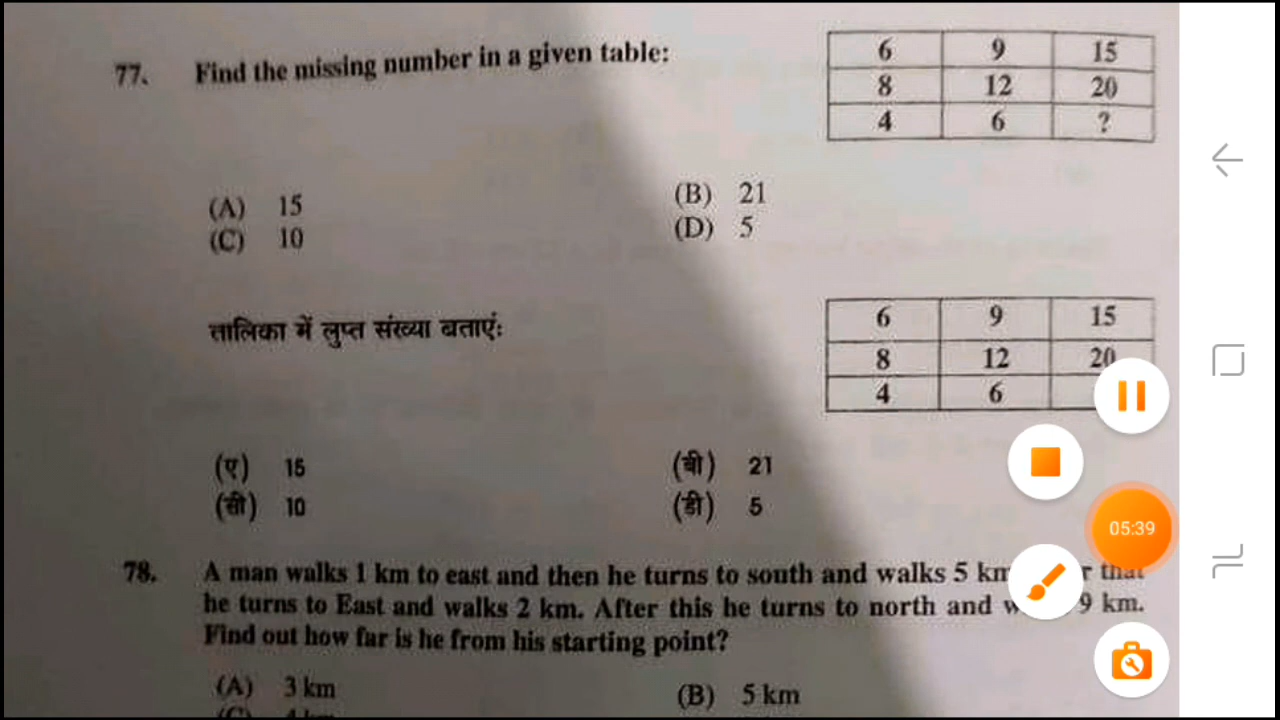 77. Find the missing number in a given table:
6 9 15
8 12 20
4 6 ?
(A) 15 (B) 21
(C) 10 (D) 5
तालिका में लुप्त संख्या बताएं:
6 9 15
8 12 20
4 6
(ए) 15 (बी) 21
(सी) 10 (डी) 5
05:39
78. A man walks 1 km to east and then he turns to south and walks 5 km
he turns to East and walks 2 km. After this he turns to north and 9 km.
Find out how far is he from his starting point?
(A) 3 km (B) 5 km